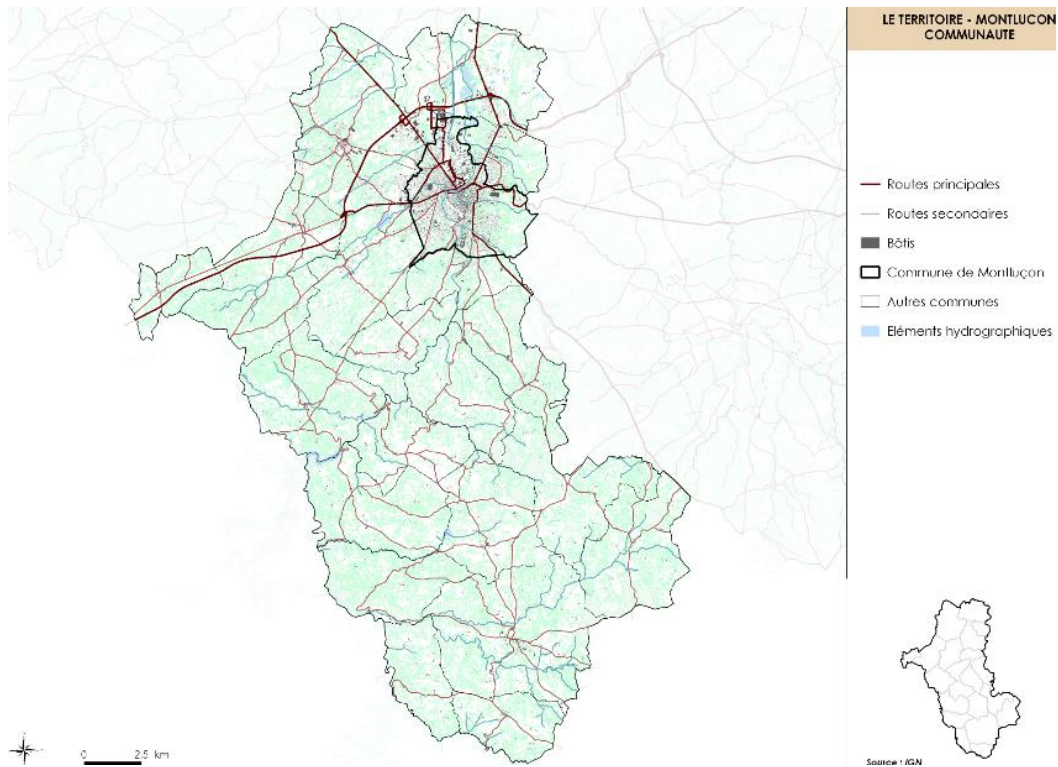 LE TERRITOIRE - MONTLUCON
COMMUNAUTE
Routes principales
Routes secondaires
Bâtis
Commune de Montluçon
Autres communes
Eléments hydrographiques
0 2.5 km
Source : IGN